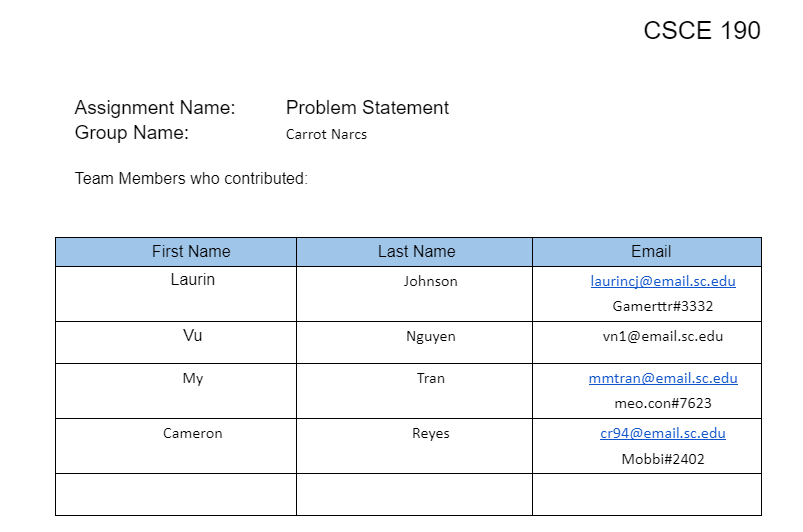 CSCE 190
Assignment Name: Problem Statement
Group Name: Carrot Narcs
Team Members who contributed:
First Name Last Name Email
Laurin Johnson laurincj@email.sc.edu
Gamerttr#3332
Vu Nguyen vn1@email.sc.edu
My Tran mmtran@email.sc.edu
meo.con#7623
Cameron Reyes cr94@email.sc.edu
Mobbi#2402